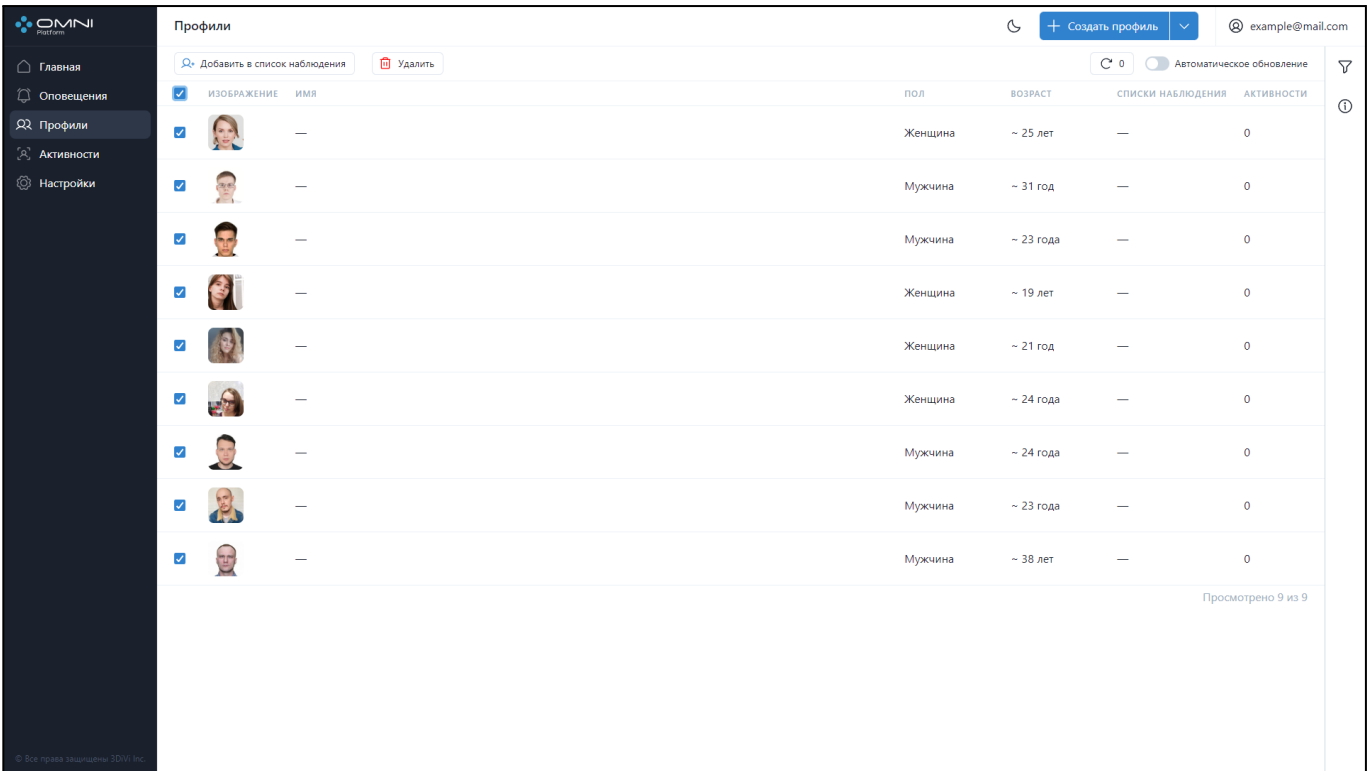 OMNI
Platform
Профили
Создать профиль
example@mail.com
Главная
Оповещения
Профили
Активности
Настройки
Добавить в список наблюдения
Удалить
0
Автоматическое обновление
ИЗОБРАЖЕНИЕ ИМЯ ПОЛ ВОЗРАСТ СПИСКИ НАБЛЮДЕНИЯ АКТИВНОСТИ
— Женщина ~ 25 лет — 0
— Мужчина ~ 31 год — 0
— Мужчина ~ 23 года — 0
— Женщина ~ 19 лет — 0
— Женщина ~ 21 год — 0
— Женщина ~ 24 года — 0
— Мужчина ~ 24 года — 0
— Мужчина ~ 23 года — 0
— Мужчина ~ 38 лет — 0
Просмотрено 9 из 9
© Все права защищены 3DiVi Inc.